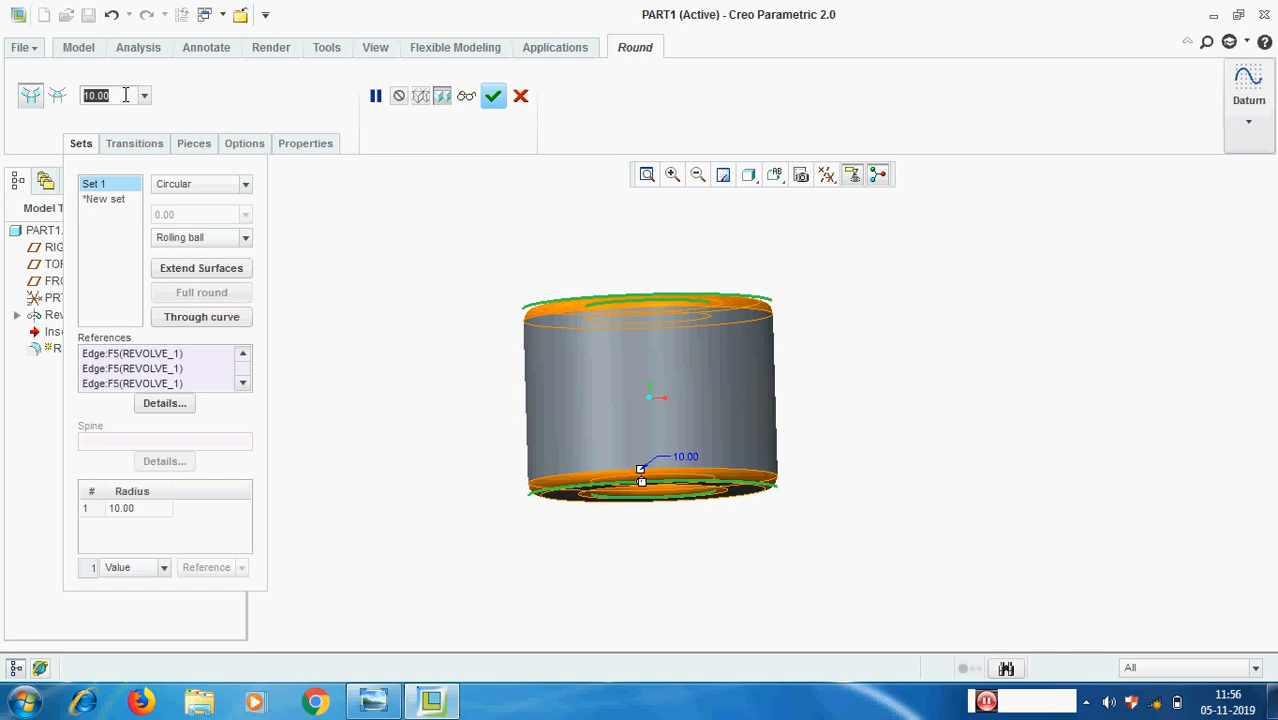 PART1 (Active) - Creo Parametric 2.0
File
Model
Analysis
Annotate
Render
Tools
View
Flexible Modeling
Applications
Round
10.00
Datum
Sets
Transitions
Pieces
Options
Properties
Set 1
*New set
Circular
0.00
Rolling ball
Extend Surfaces
Full round
Through curve
References
Edge:F5(REVOLVE_1)
Edge:F5(REVOLVE_1)
Edge:F5(REVOLVE_1)
Details...
Spine
Details...
# Radius
1 10.00
1 Value Reference
Model T
PART1.
RIG
TOP
FRO
PRT
Rev
Inse
*R
10.00
All
11:56
05-11-2019